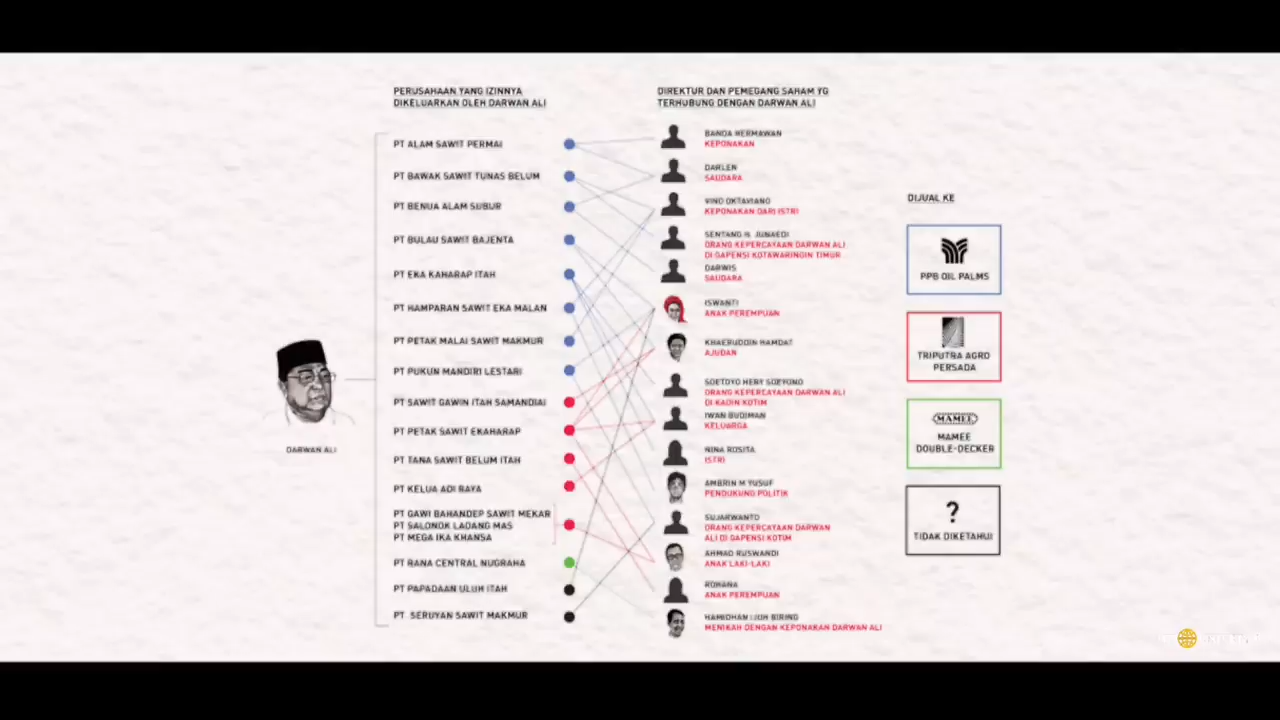 PERUSAHAAN YANG IZINNYA
DIKELUARKAN OLEH DARWAN ALI
PT ALAM SAWIT PERMAI
PT BAWAK SAWIT TUNAS BELUM
PT BENUA ALAM SUBUR
PT BULAU SAWIT BAJENTA
PT EKA KAHARAP ITAH
PT HAMPARAN SAWIT EKA MALAN
PT PETAK MALAI SAWIT MAKMUR
PT PUKUN MANDIRI LESTARI
PT SAWIT GAWIN ITAH SAMANDIAI
PT PETAK SAWIT EKAHARAP
PT TANA SAWIT BELUM ITAH
PT KELUA ADI RAYA
PT GAWI BAHANDEP SAWIT MEKAR
PT SALONOK LADANG MAS
PT MEGA IKA KHANSA
PT RANA CENTRAL NUGRAHA
PT PAPADAAN ULUH ITAH
PT SERUYAN SAWIT MAKMUR
DARWAN ALI
DIREKTUR DAN PEMEGANG SAHAM YG
TERHUBUNG DENGAN DARWAN ALI
BANDA HERMAWAN
KEPONAKAN
DARLEN
SAUDARA
VINO OKTAVIANO
KEPONAKAN DARI ISTRI
SENTANG H. JUNAEDI
ORANG KEPERCAYAAN DARWAN ALI
DI GAPENSI KOTAWARINGIN TIMUR
DARWIS
SAUDARA
ISWANTI
ANAK PEREMPUAN
KHAERUDDIN HAMDAT
AJUDAN
SOETOYO HERY
ORANG KEPERCAYAAN DARWAN ALI
DI KADIN KOTIM
IWAN BUDIMAN
KELUARGA
NINA ROSITA
ISTRI
AMBRIN M YUSUF
PENDUKUNG POLITIK
SUJARWANTO
ORANG KEPERCAYAAN DARWAN
ALI DI GAPENSI KOTIM
AHMAD RUSWANDI
ANAK LAKI-LAKI
ROHANA
ANAK PEREMPUAN
HAMIDHAN IJUH BIRING
MENIKAH DENGAN KEPONAKAN DARWAN ALI
DIJUAL KE
PPB OIL PALMS
TRIPUTRA AGRO
PERSADA
MAMEE
MAMEE
DOUBLE-DECKER
?
TIDAK DIKETAHUI